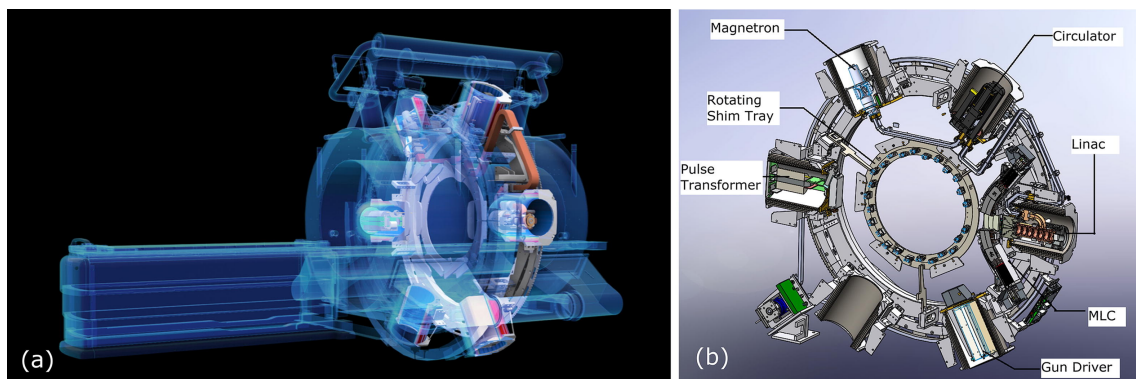 (a)
(b)
Magnetron
Circulator
Rotating
Shim Tray
Linac
Pulse
Transformer
MLC
Gun Driver